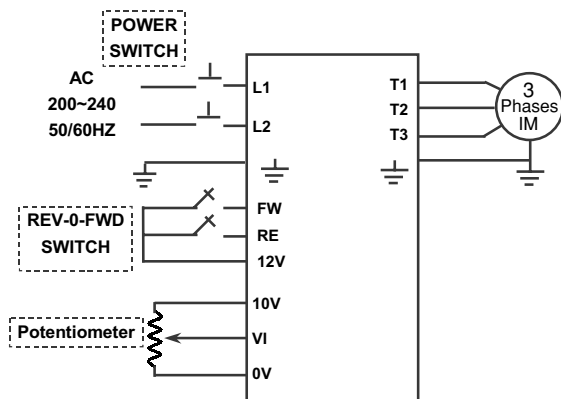 POWER
SWITCH
AC
200~240
50/60HZ
L1
L2
T1
T2
T3
3
Phases
IM
REV-0-FWD
SWITCH
FW
RE
12V
Potentiometer
10V
VI
0V